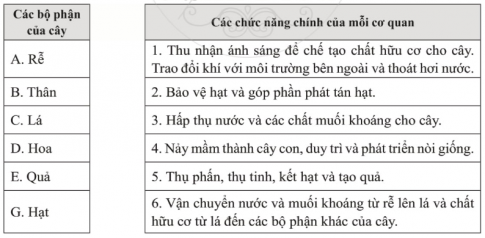 Các bộ phận
của cây
Các chức năng chính của mỗi cơ quan
A. Rễ
1. Thu nhận ánh sáng để chế tạo chất hữu cơ cho cây.
Trao đổi khí với môi trường bên ngoài và thoát hơi nước.
B. Thân
2. Bảo vệ hạt và góp phần phát tán hạt.
C. Lá
3. Hấp thụ nước và các chất muối khoáng cho cây.
D. Hoa
4. Nảy mầm thành cây con, duy trì và phát triển nòi giống.
E. Quả
5. Thụ phấn, thụ tinh, kết hạt và tạo quả.
G. Hạt
6. Vận chuyển nước và muối khoáng từ rễ lên lá và chất
hữu cơ từ lá đến các bộ phận khác của cây.